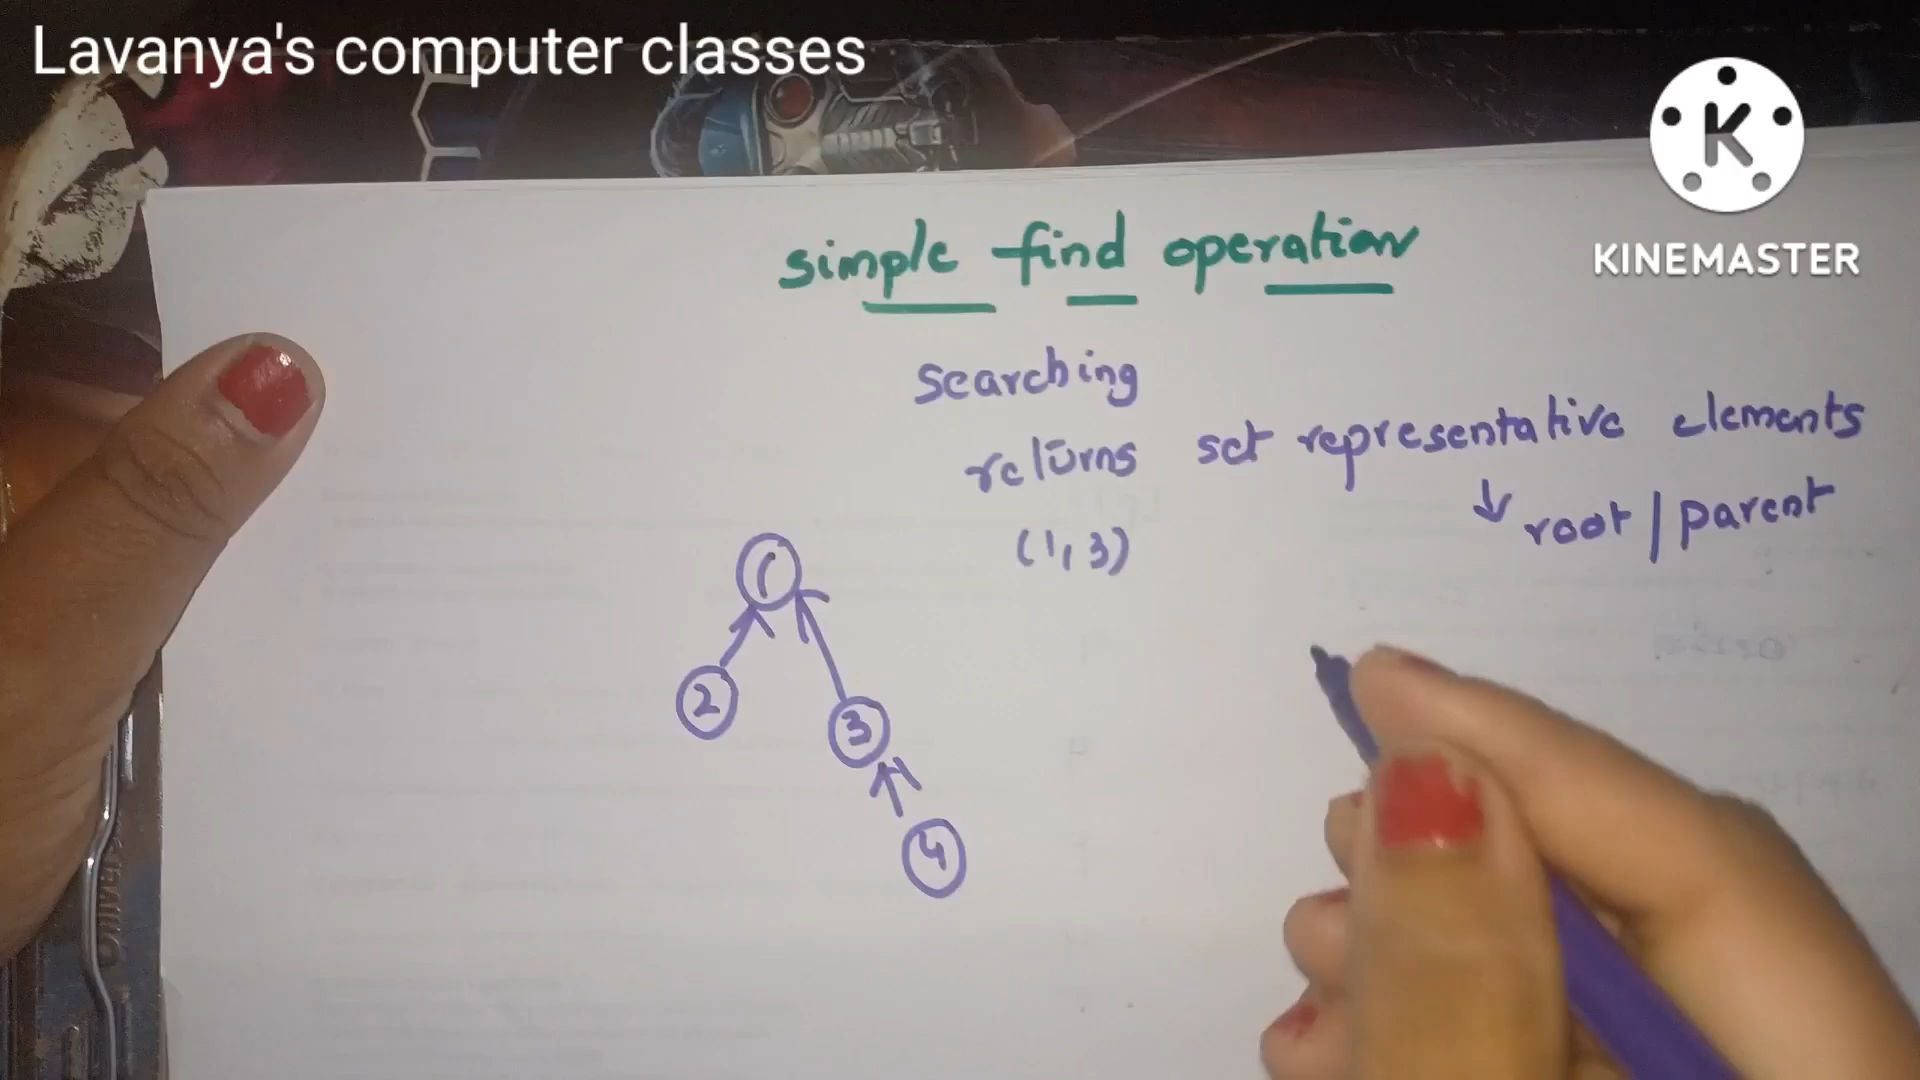 Lavanya's computer classes
K
KINEMASTER
simple find operation
searching
returns set representative elements
↓ root / parent
(1, 3)
1
2
3
4